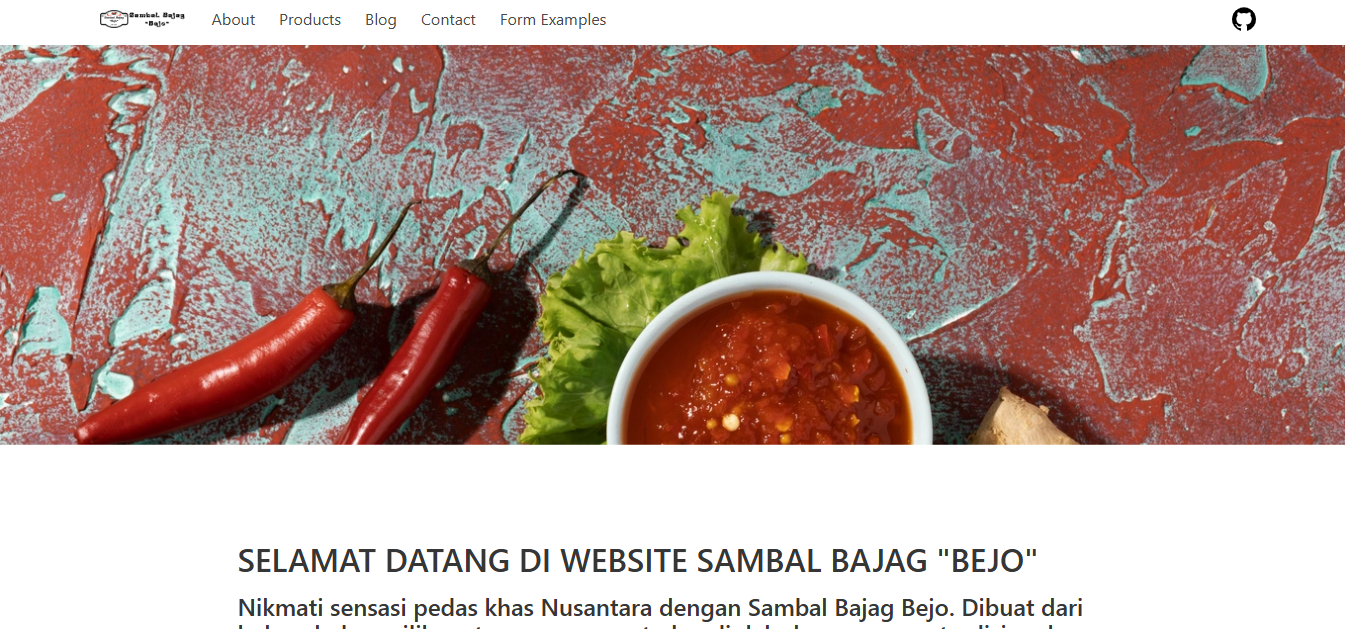 Sambal Bajag
"Bejo"
About
Products
Blog
Contact
Form Examples
SELAMAT DATANG DI WEBSITE SAMBAL BAJAG "BEJO"
Nikmati sensasi pedas khas Nusantara dengan Sambal Bajag Bejo. Dibuat dari